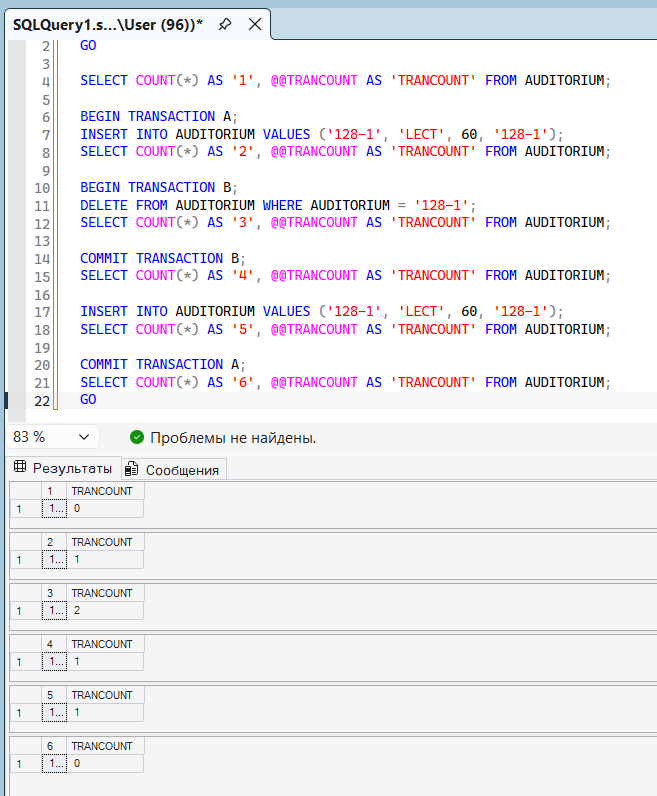 SQLQuery1.s...\User (96))*
2 GO
3
4 SELECT COUNT(*) AS '1', @@TRANCOUNT AS 'TRANCOUNT' FROM AUDITORIUM;
5
6 BEGIN TRANSACTION A;
7 INSERT INTO AUDITORIUM VALUES ('128-1', 'LECT', 60, '128-1');
8 SELECT COUNT(*) AS '2', @@TRANCOUNT AS 'TRANCOUNT' FROM AUDITORIUM;
9
10 BEGIN TRANSACTION B;
11 DELETE FROM AUDITORIUM WHERE AUDITORIUM = '128-1';
12 SELECT COUNT(*) AS '3', @@TRANCOUNT AS 'TRANCOUNT' FROM AUDITORIUM;
13
14 COMMIT TRANSACTION B;
15 SELECT COUNT(*) AS '4', @@TRANCOUNT AS 'TRANCOUNT' FROM AUDITORIUM;
16
17 INSERT INTO AUDITORIUM VALUES ('128-1', 'LECT', 60, '128-1');
18 SELECT COUNT(*) AS '5', @@TRANCOUNT AS 'TRANCOUNT' FROM AUDITORIUM;
19
20 COMMIT TRANSACTION A;
21 SELECT COUNT(*) AS '6', @@TRANCOUNT AS 'TRANCOUNT' FROM AUDITORIUM;
22 GO
83 % Проблемы не найдены.
Результаты Сообщения
1 TRANCOUNT
1 1... 0
2 TRANCOUNT
1 1... 1
3 TRANCOUNT
1 1... 2
4 TRANCOUNT
1 1... 1
5 TRANCOUNT
1 1... 1
6 TRANCOUNT
1 1... 0